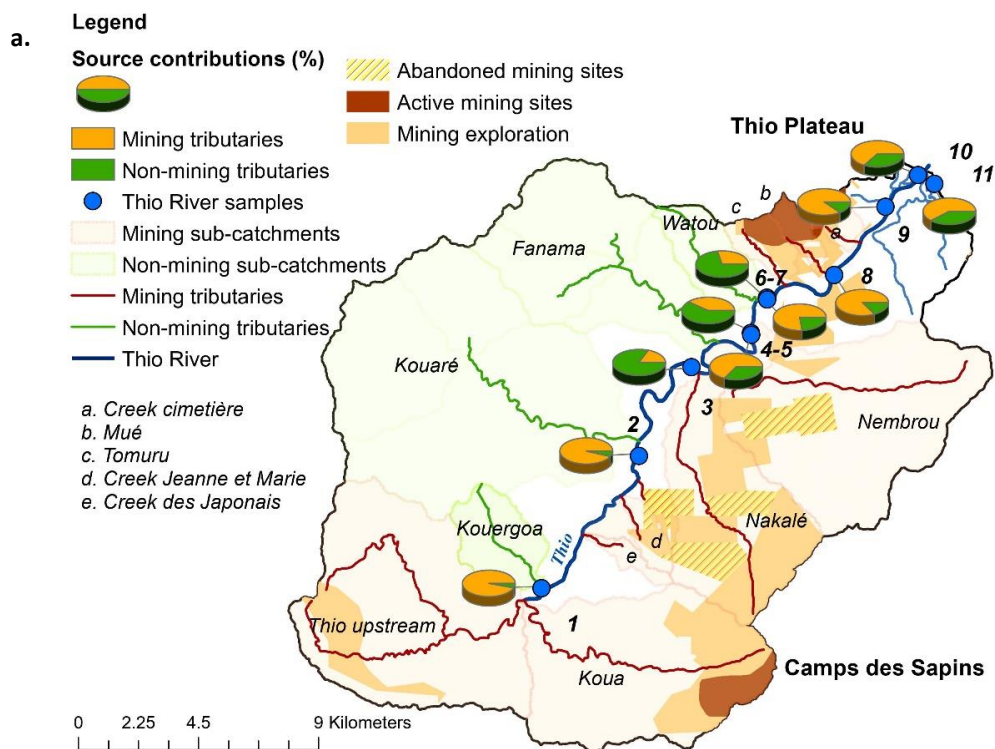 a.
Legend
Source contributions (%)
Mining tributaries
Non-mining tributaries
Thio River samples
Mining sub-catchments
Non-mining sub-catchments
Mining tributaries
Non-mining tributaries
Thio River
a. Creek cimetière
b. Mué
c. Tomuru
d. Creek Jeanne et Marie
e. Creek des Japonais
Abandoned mining sites
Active mining sites
Mining exploration
Thio Plateau
10
11
b
c
Watou
a
9
Fanama
6-7
8
Kouaré
4-5
3
Nembrou
2
Kouergoa
Thio
d
e
Nakalé
Thio upstream
1
Koua
Camps des Sapins
0 2.25 4.5 9 Kilometers